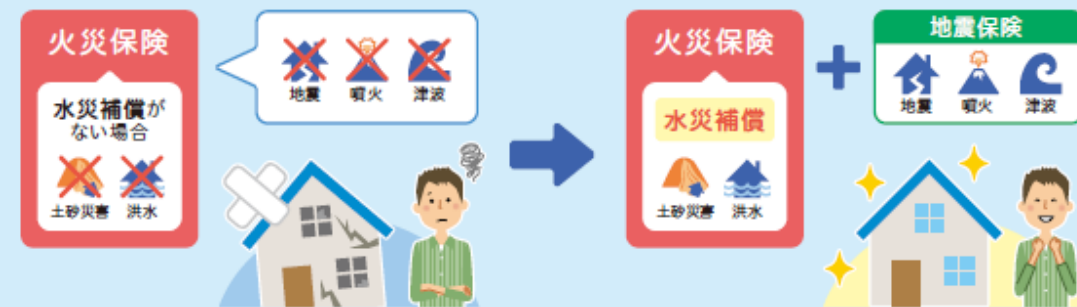 火災保険
水災補償が
ない場合
土砂災害 洪水
地震 噴火 津波
火災保険
水災補償
土砂災害 洪水
地震保険
地震 噴火 津波